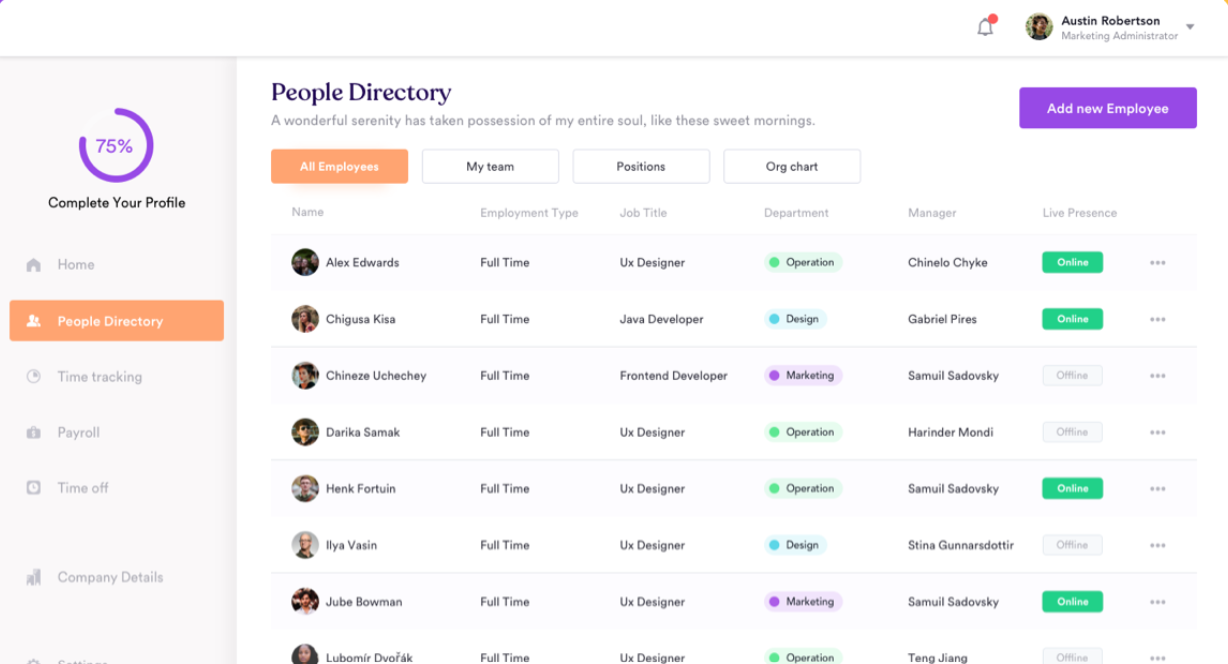 Austin Robertson
Marketing Administrator
75%
Complete Your Profile
Home
People Directory
Time tracking
Payroll
Time off
Company Details
Settings
People Directory
A wonderful serenity has taken possession of my entire soul, like these sweet mornings.
Add new Employee
All Employees My team Positions Org chart
Name Employment Type Job Title Department Manager Live Presence
Alex Edwards Full Time Ux Designer Operation Chinelo Chyke Online
Chigusa Kisa Full Time Java Developer Design Gabriel Pires Online
Chineze Uchechey Full Time Frontend Developer Marketing Samuil Sadovsky Offline
Darika Samak Full Time Ux Designer Operation Harinder Mondi Offline
Henk Fortuin Full Time Ux Designer Operation Samuil Sadovsky Online
Ilya Vasin Full Time Ux Designer Design Stina Gunnarsdottir Offline
Jube Bowman Full Time Ux Designer Marketing Samuil Sadovsky Online
Lubomír Dvořák Full Time Ux Designer Operation Teng Jiang Offline